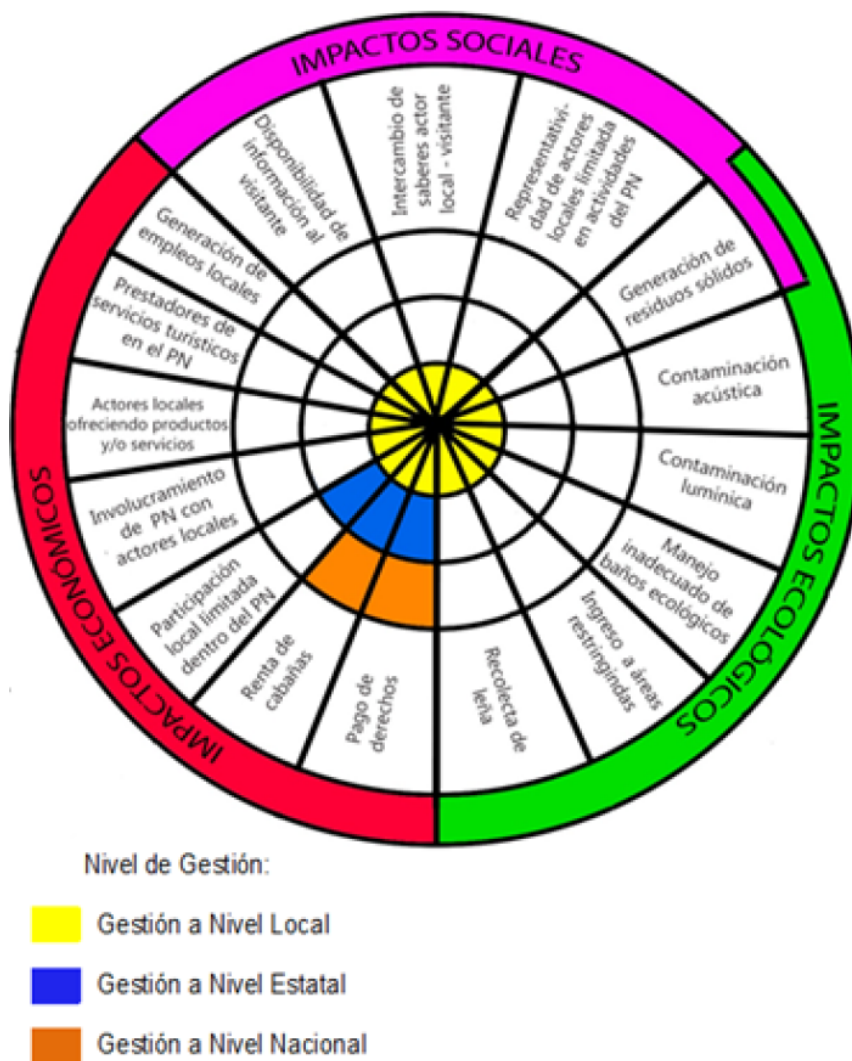 IMPACTOS SOCIALES
Disponibilidad de
información al
visitante
Intercambio de
saberes actor
local - visitante
Representativi-
dad de actores
locales limitada
en actividades
del PN
Generación de
residuos sólidos
Contaminación
acústica
Contaminación
lumínica
Manejo
inadecuado de
baños ecológicos
Ingreso a áreas
restringindas
Recolecta de
leña
IMPACTOS ECOLÓGICOS
Pago de
derechos
Renta de
cabañas
Participación
local limitada
dentro del PN
Involucramiento
de PN con
actores locales
Actores locales
ofreciendo productos
y/o servicios
Prestadores de
servicios turísticos
en el PN
Generación de
empleos locales
IMPACTOS ECONÓMICOS
Nivel de Gestión:
Gestión a Nivel Local
Gestión a Nivel Estatal
Gestión a Nivel Nacional